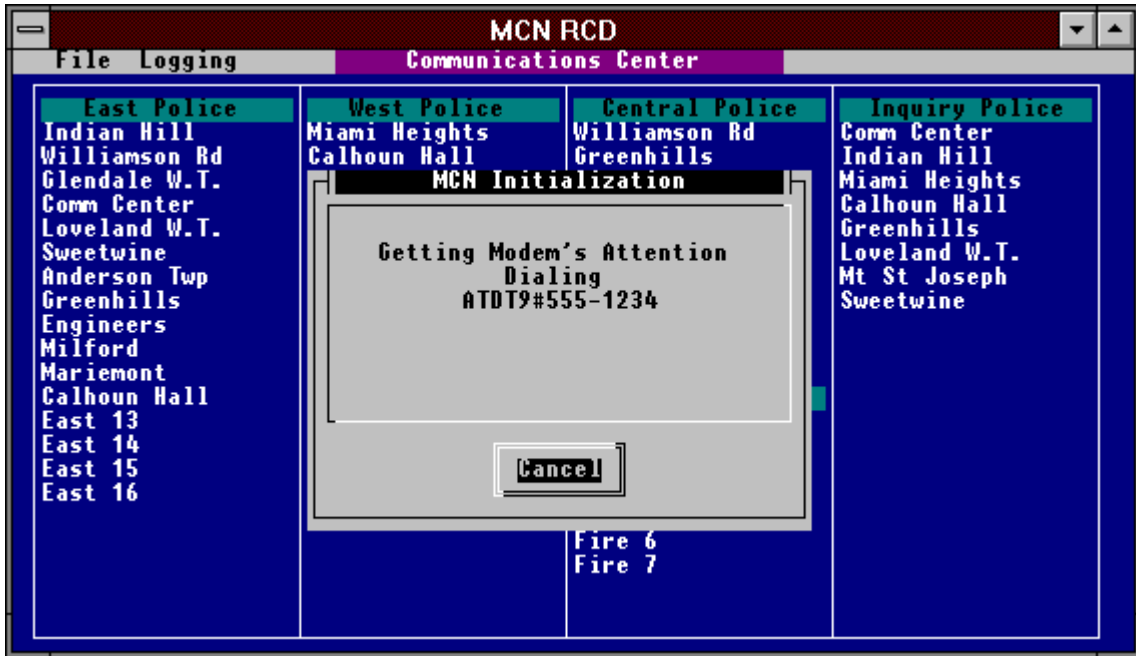 MCN RCD
File Logging Communications Center
East Police
Indian Hill
Williamson Rd
Glendale W.T.
Comm Center
Loveland W.T.
Sweetwine
Anderson Twp
Greenhills
Engineers
Milford
Mariemont
Calhoun Hall
East 13
East 14
East 15
East 16
West Police
Miami Heights
Calhoun Hall
Central Police
Williamson Rd
Greenhills
Fire 6
Fire 7
Inquiry Police
Comm Center
Indian Hill
Miami Heights
Calhoun Hall
Greenhills
Loveland W.T.
Mt St Joseph
Sweetwine
MCN Initialization
Getting Modem's Attention
Dialing
ATDT9#555-1234
Cancel